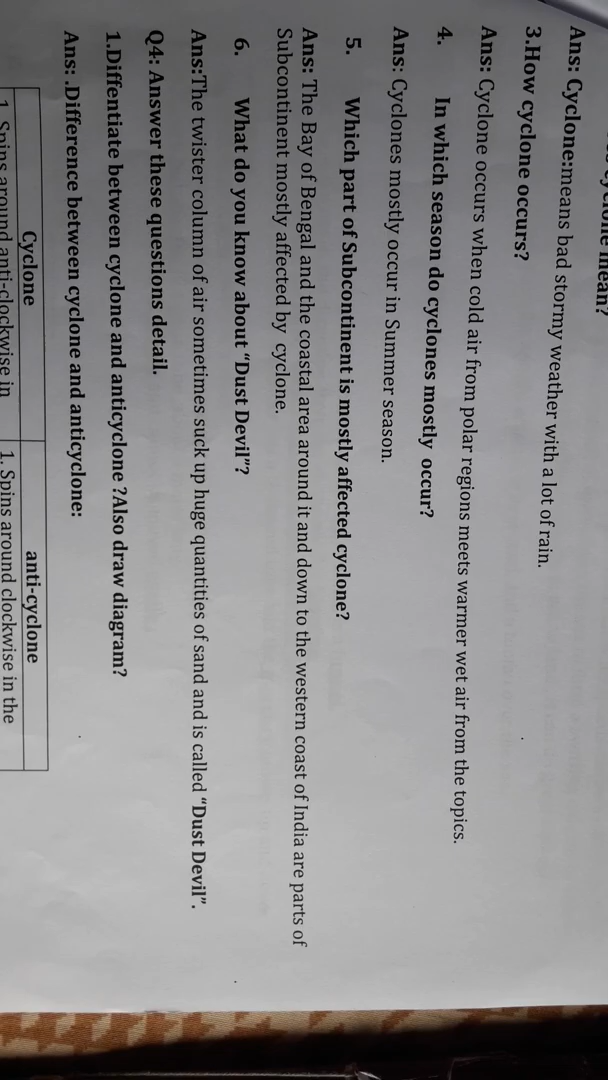 mean?
Ans: Cyclone:means bad stormy weather with a lot of rain.
3.How cyclone occurs?
Ans: Cyclone occurs when cold air from polar regions meets warmer wet air from the topics.
4. In which season do cyclones mostly occur?
Ans: Cyclones mostly occur in Summer season.
5. Which part of Subcontinent is mostly affected cyclone?
Ans: The Bay of Bengal and the coastal area around it and down to the western coast of India are parts of
Subcontinent mostly affected by cyclone.
6. What do you know about "Dust Devil"?
Ans:The twister column of air sometimes suck up huge quantities of sand and is called "Dust Devil".
Q4: Answer these questions detail.
1.Diffentiate between cyclone and anticyclone ?Also draw diagram?
Ans: .Difference between cyclone and anticyclone:
Cyclone anti-cyclone
1. Spins around anti-clockwise in 1. Spins around clockwise in the